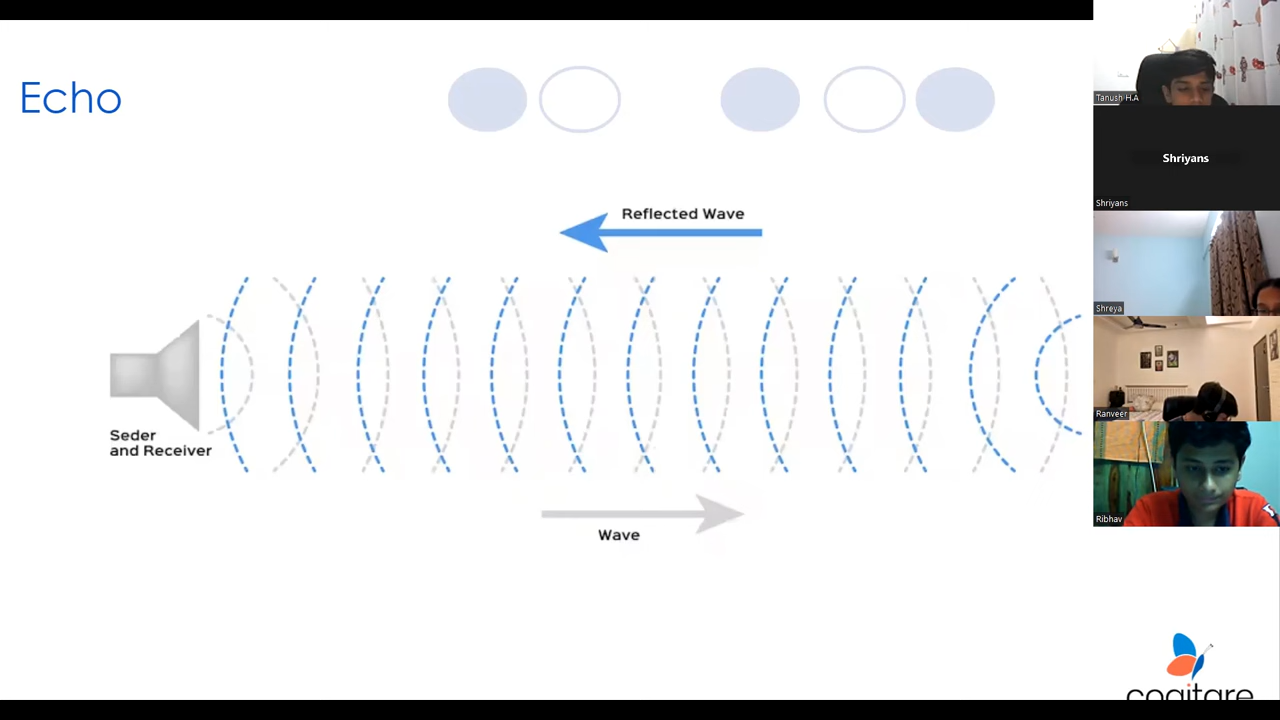 Echo
Reflected Wave
Seder
and Receiver
Wave
Tanush H.A
Shriyans
Shriyans
Shreya
Ranveer
Ribhav
cogitare